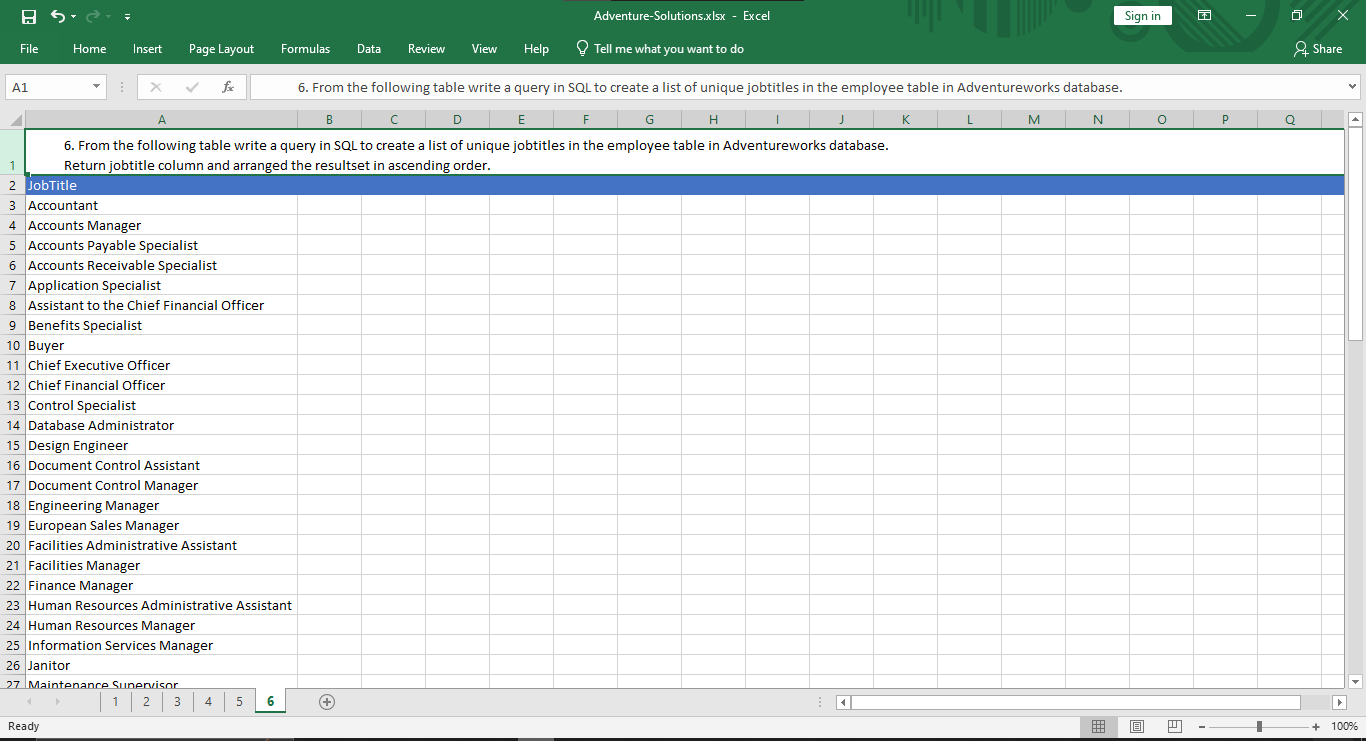 Adventure-Solutions.xlsx - Excel
Sign in
File Home Insert Page Layout Formulas Data Review View Help Tell me what you want to do Share
A1 fx 6. From the following table write a query in SQL to create a list of unique jobtitles in the employee table in Adventureworks database.
A B C D E F G H I J K L M N O P Q
6. From the following table write a query in SQL to create a list of unique jobtitles in the employee table in Adventureworks database.
1 Return jobtitle column and arranged the resultset in ascending order.
2 JobTitle
3 Accountant
4 Accounts Manager
5 Accounts Payable Specialist
6 Accounts Receivable Specialist
7 Application Specialist
8 Assistant to the Chief Financial Officer
9 Benefits Specialist
10 Buyer
11 Chief Executive Officer
12 Chief Financial Officer
13 Control Specialist
14 Database Administrator
15 Design Engineer
16 Document Control Assistant
17 Document Control Manager
18 Engineering Manager
19 European Sales Manager
20 Facilities Administrative Assistant
21 Facilities Manager
22 Finance Manager
23 Human Resources Administrative Assistant
24 Human Resources Manager
25 Information Services Manager
26 Janitor
27 Maintenance Supervisor
1 2 3 4 5 6
Ready
100%